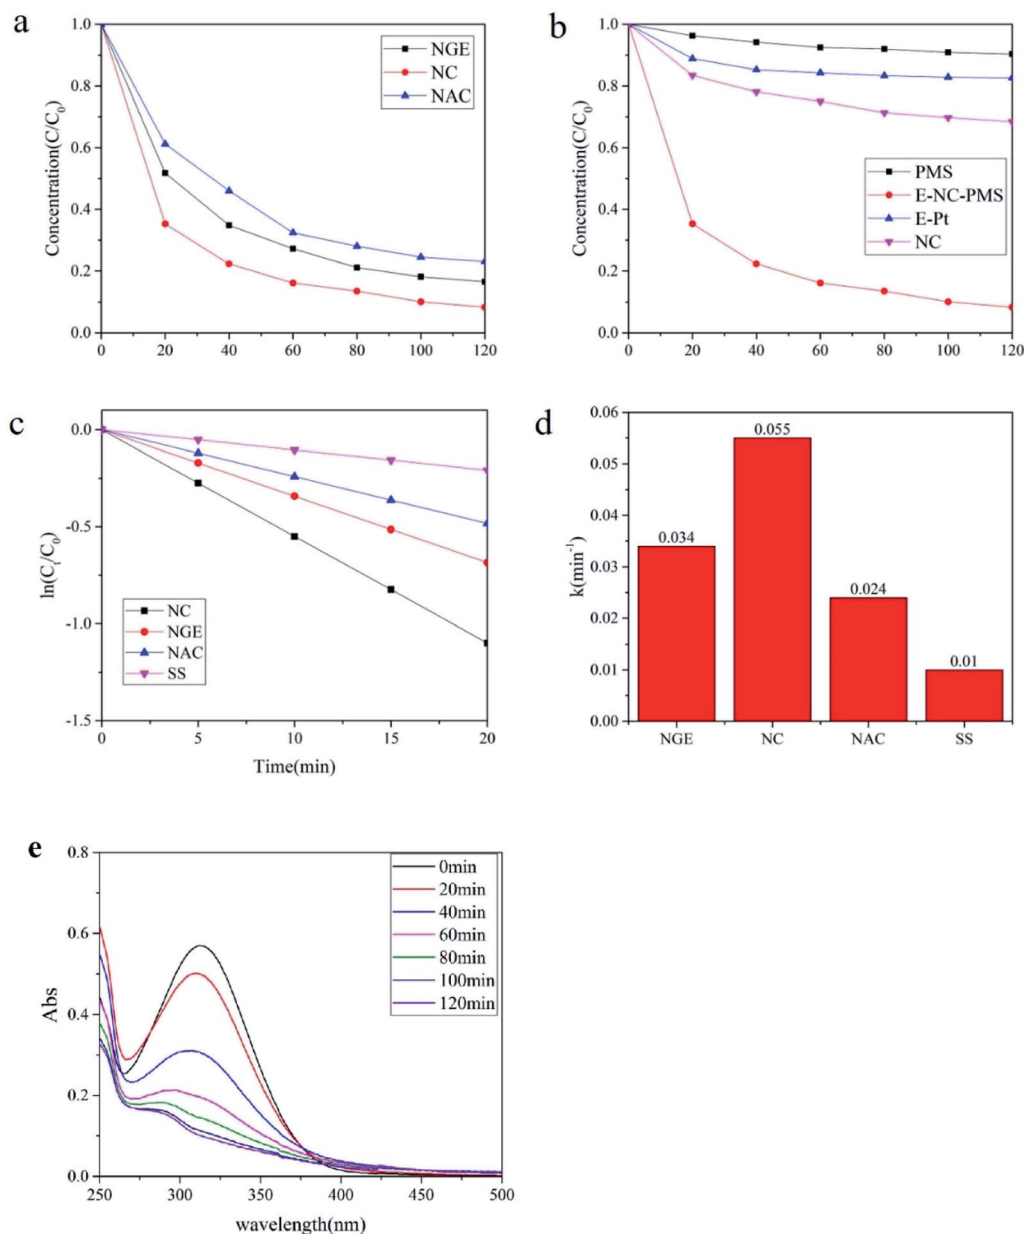 a
Concentration(C/C0)
1.0
0.8
0.6
0.4
0.2
0.0
0 20 40 60 80 100 120
NGE
NC
NAC
b
Concentration(C/C0)
1.0
0.8
0.6
0.4
0.2
0.0
0 20 40 60 80 100 120
PMS
E-NC-PMS
E-Pt
NC
c
ln(Ct/C0)
0.0
-0.5
-1.0
-1.5
0 5 10 15 20
Time(min)
NC
NGE
NAC
SS
d
k(min-1)
0.06
0.05
0.04
0.03
0.02
0.01
0.00
0.034
0.055
0.024
0.01
NGE NC NAC SS
e
Abs
0.8
0.6
0.4
0.2
0.0
250 300 350 400 450 500
wavelength(nm)
0min
20min
40min
60min
80min
100min
120min